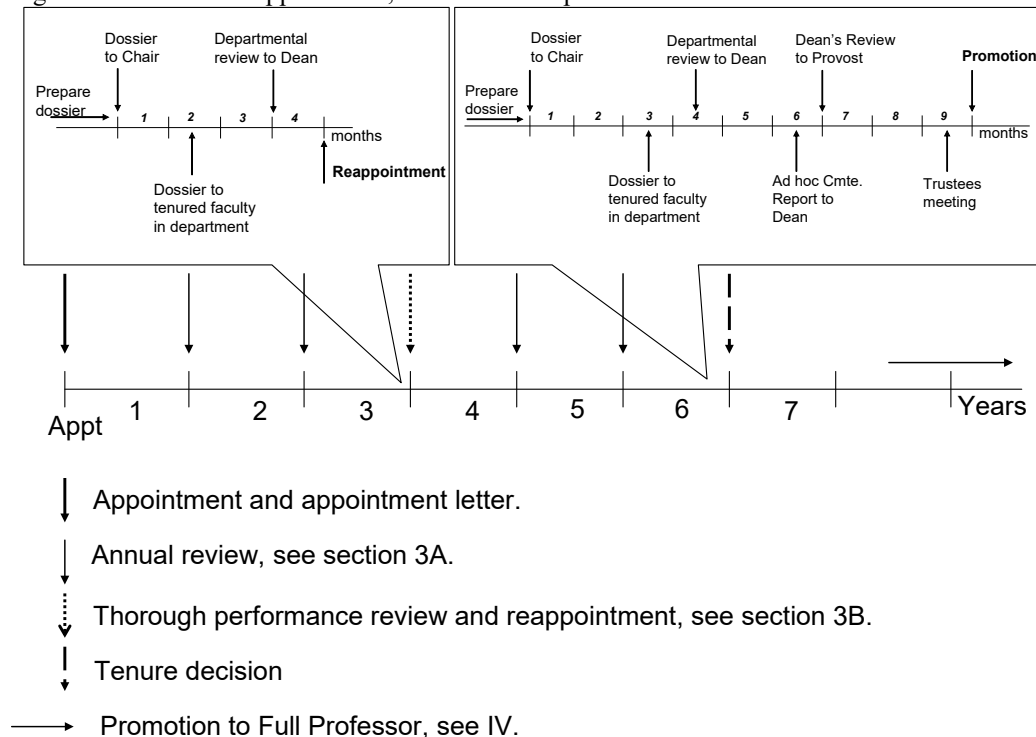 Dossier
to Chair
Departmental
review to Dean
Prepare
dossier
1 2 3 4
months
Reappointment
Dossier to
tenured faculty
in department
Dossier
to Chair
Departmental
review to Dean
Dean's Review
to Provost
Promotion
Prepare
dossier
1 2 3 4 5 6 7 8 9
months
Dossier to
tenured faculty
in department
Ad hoc Cmte.
Report to
Dean
Trustees
meeting
1 2 3 4 5 6 7 Years
Appt
Appointment and appointment letter.
Annual review, see section 3A.
Thorough performance review and reappointment, see section 3B.
Tenure decision
Promotion to Full Professor, see IV.